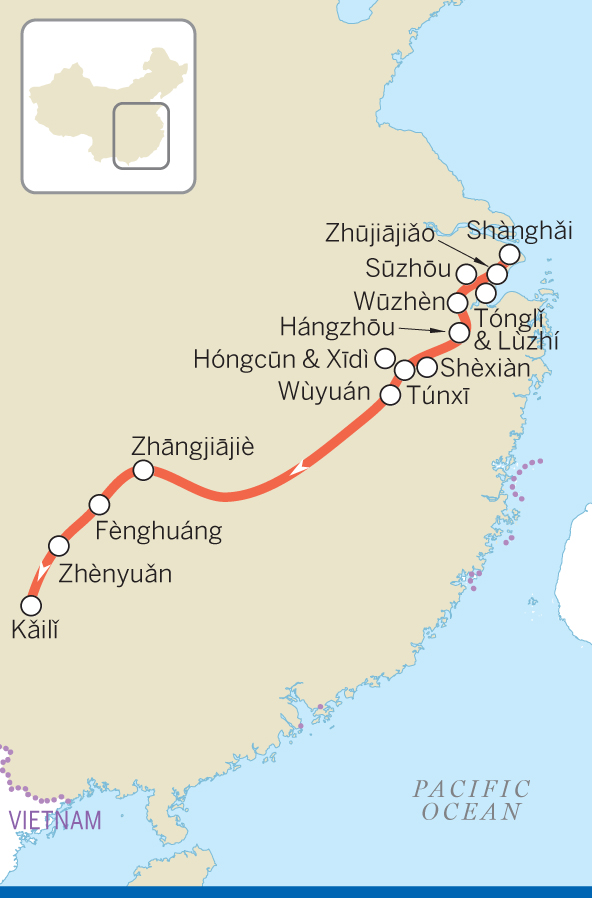 Shànghǎi
Zhūjiājiǎo
Sūzhōu
Wūzhèn
Tónglǐ
& Lùzhí
Hángzhōu
Hóngcūn & Xīdì
Shèxiàn
Wùyuán
Túnxī
Zhāngjiājiè
Fènghuáng
Zhènyuǎn
Kǎilǐ
PACIFIC
OCEAN
VIETNAM